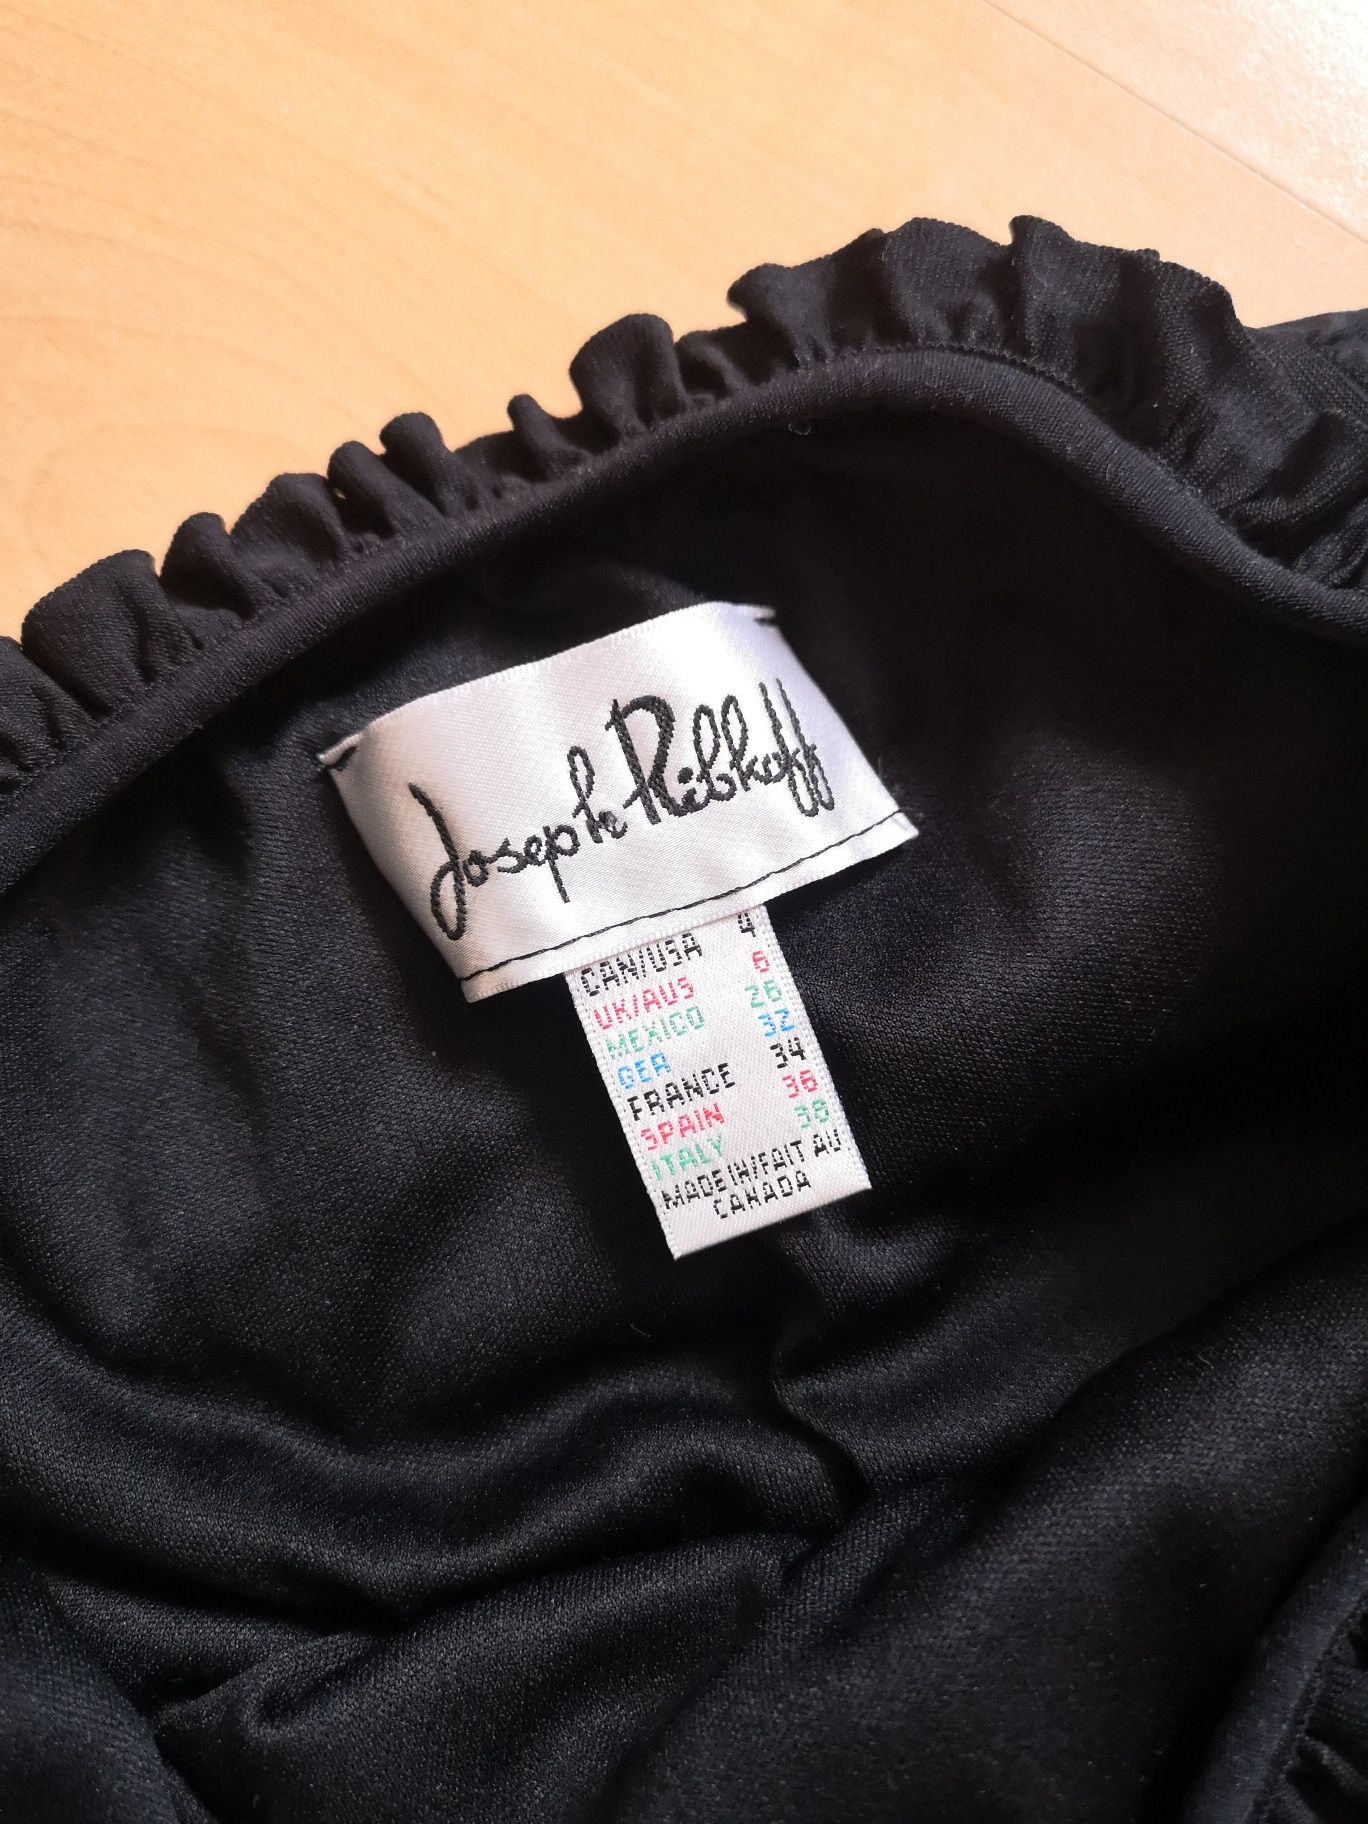 Joseph Ribkoff
CAN/USA 4
UK/AUS 6
MEXICO 26
GER 32
FRANCE 34
SPAIN 36
ITALY 38
MADE IN/FAIT AU
CANADA